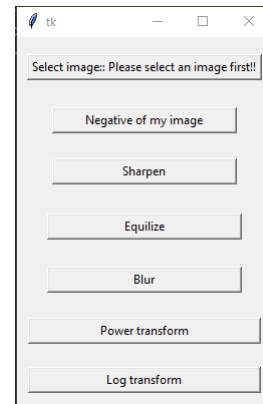 tk
Select image:: Please select an image first!!
Negative of my image
Sharpen
Equilize
Blur
Power transform
Log transform